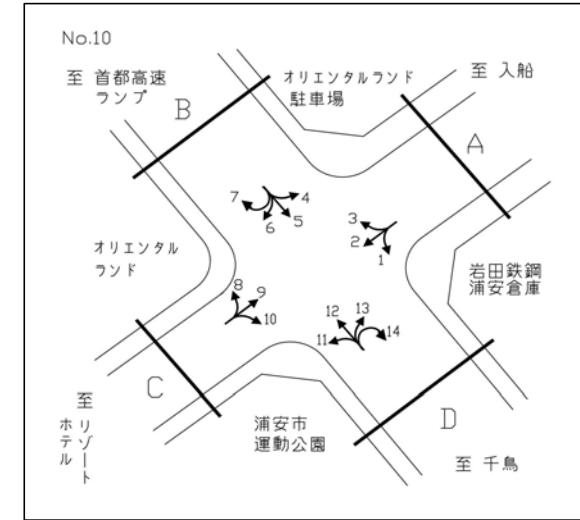 No.10
至 首都高速
ランプ
B
オリエンタルランド
駐車場
至 入船
A
7
4
6
5
3
2
1
オリエンタル
ランド
岩田鉄鋼
浦安倉庫
8
9
10
12
13
11
14
C
D
至 リゾート
ホテル
浦安市
運動公園
至 千鳥